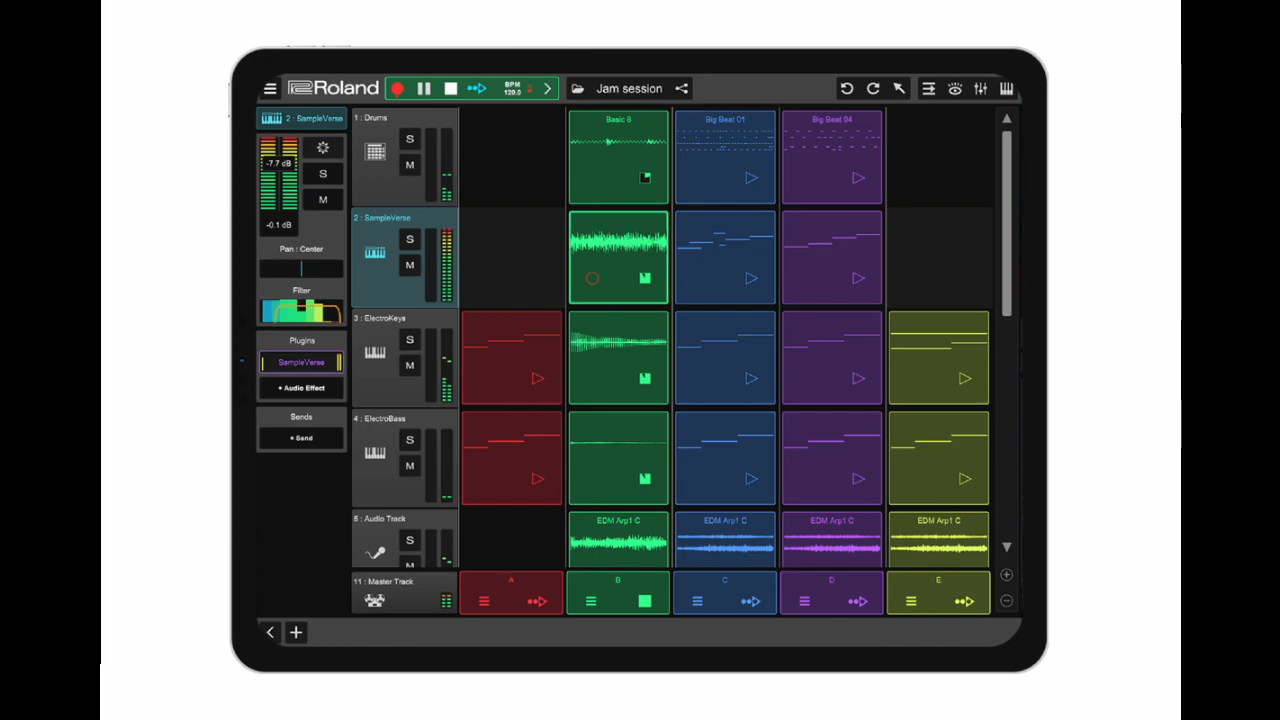 Roland
BPM
120.0
Jam session
2 : SampleVerse
-7.7 dB
S
M
-0.1 dB
Pan : Center
Filter
Plugins
SampleVerse
+ Audio Effect
Sends
+ Send
1 : Drums
S
M
Basic 8
Big Beat 01
Big Beat 04
2 : SampleVerse
S
M
3 : ElectroKeys
S
M
4 : ElectroBass
S
M
5 : Audio Track
S
M
EDM Arp1 C
EDM Arp1 C
EDM Arp1 C
EDM Arp1 C
11 : Master Track
A
B
C
D
E